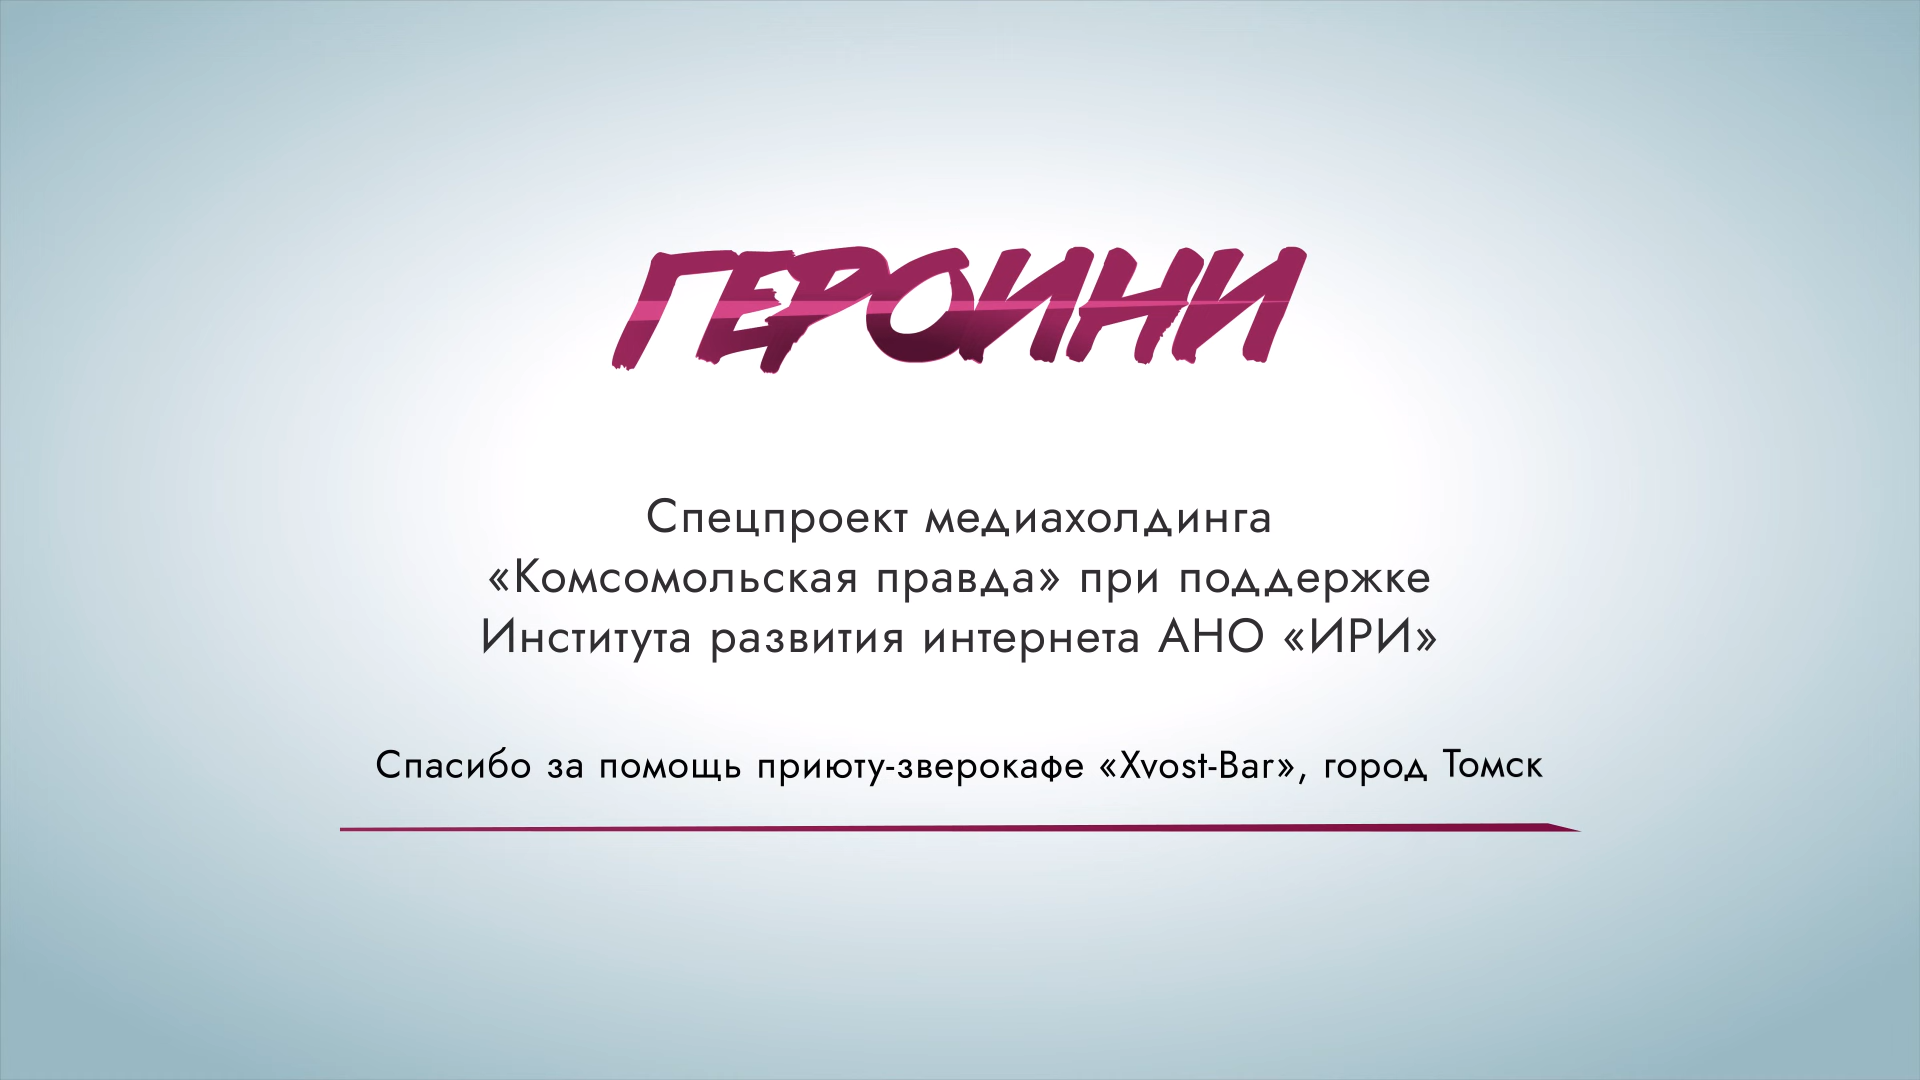 ГЕРОИНИ
Спецпроект медиахолдинга
«Комсомольская правда» при поддержке
Института развития интернета АНО «ИРИ»
Спасибо за помощь приюту-зверокафе «Xvost-Bar», город Томск